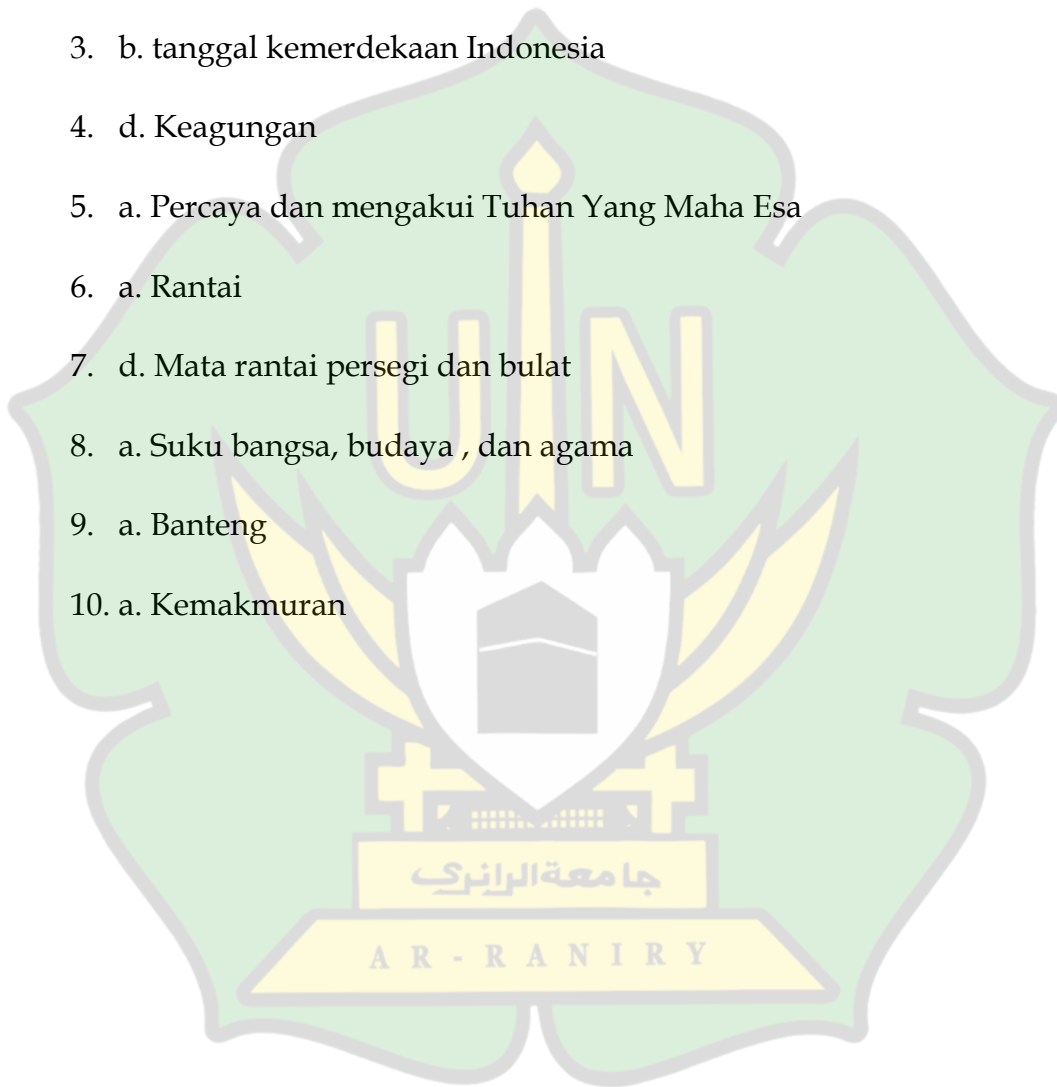 3. b. tanggal kemerdekaan Indonesia
4. d. Keagungan
5. a. Percaya dan mengakui Tuhan Yang Maha Esa
6. a. Rantai
7. d. Mata rantai persegi dan bulat
8. a. Suku bangsa, budaya , dan agama
9. a. Banteng
10. a. Kemakmuran
UIN
جامعة الرانري
AR-RANIRY